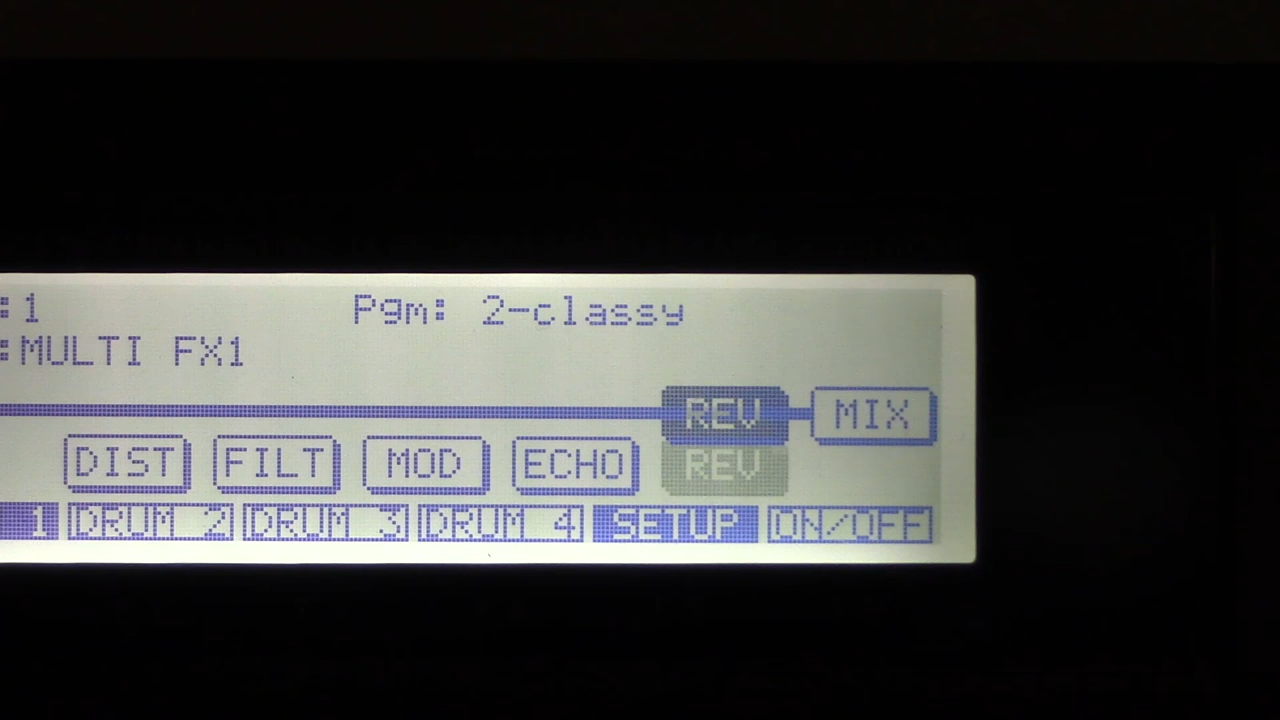 :1 Pgm: 2-classy
:MULTI FX1
REV MIX
DIST FILT MOD ECHO REV
1 DRUM 2 DRUM 3 DRUM 4 SETUP ON/OFF